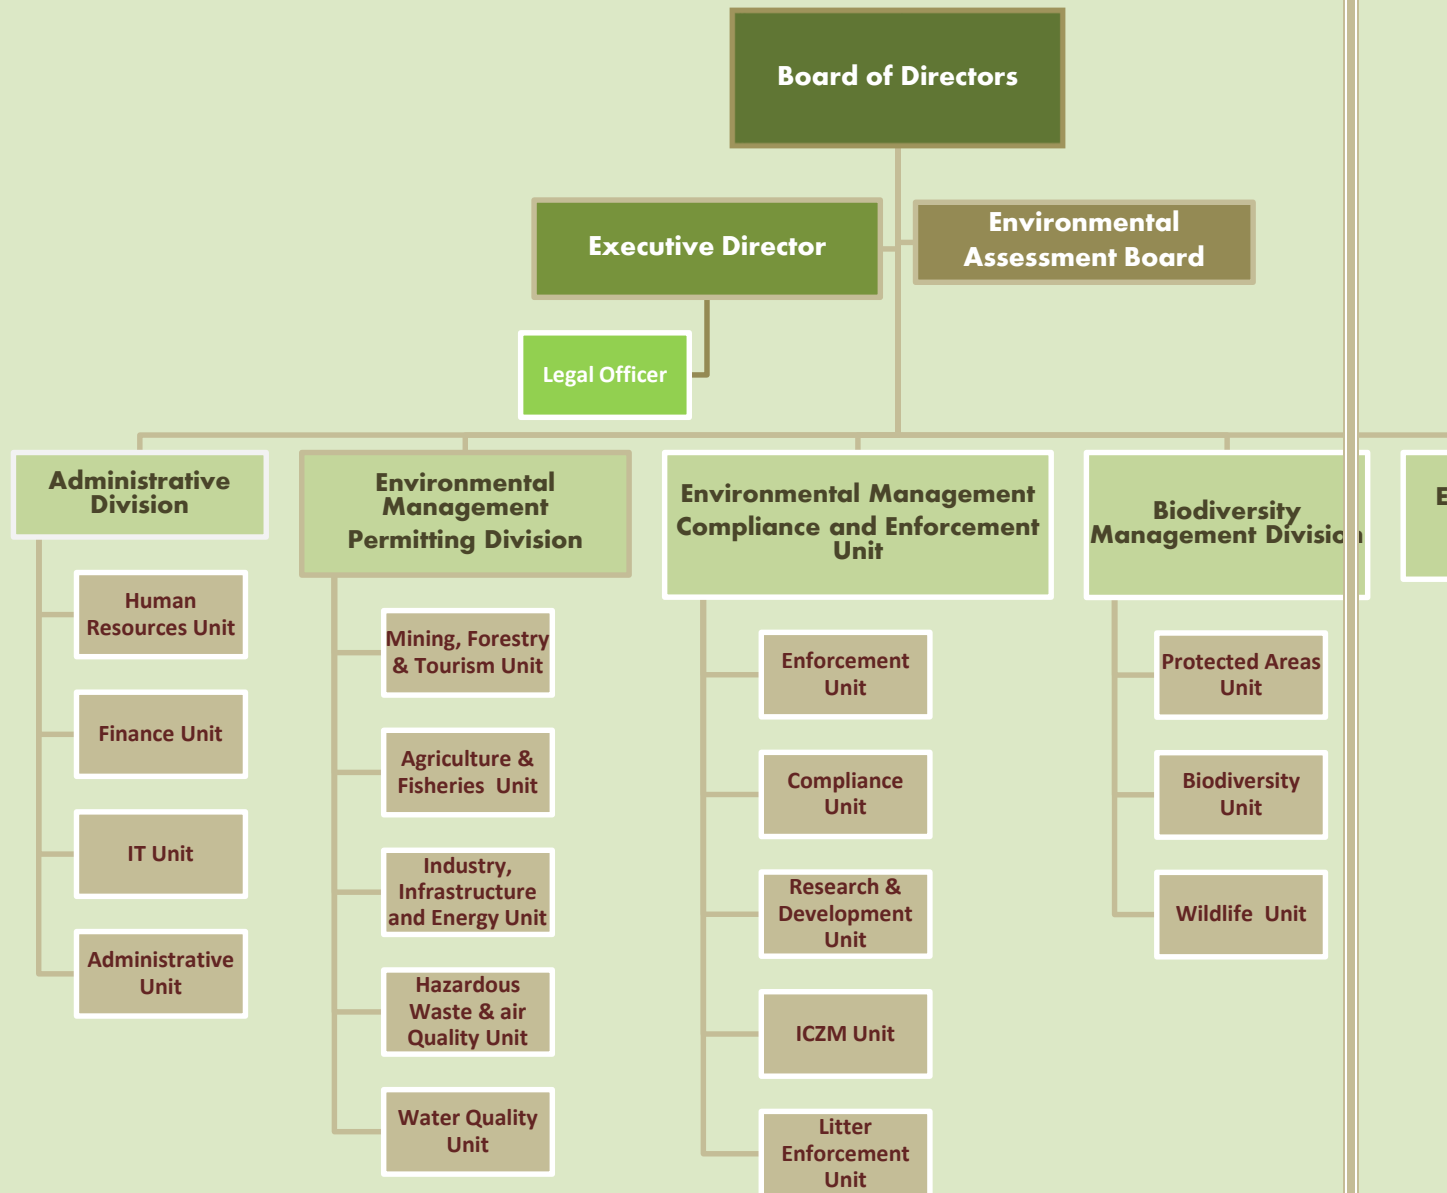 Board of Directors
Executive Director
Environmental
Assessment Board
Legal Officer
Administrative
Division
Human
Resources Unit
Finance Unit
IT Unit
Administrative
Unit
Environmental
Management
Permitting Division
Mining, Forestry
& Tourism Unit
Agriculture &
Fisheries  Unit
Industry,
Infrastructure
and Energy Unit
Hazardous
Waste & air
Quality Unit
Water Quality
Unit
Environmental Management
Compliance and Enforcement
Unit
Enforcement
Unit
Compliance
Unit
Research &
Development
Unit
ICZM Unit
Litter
Enforcement
Unit
Biodiversity
Management Division
Protected Areas
Unit
Biodiversity
Unit
Wildlife  Unit